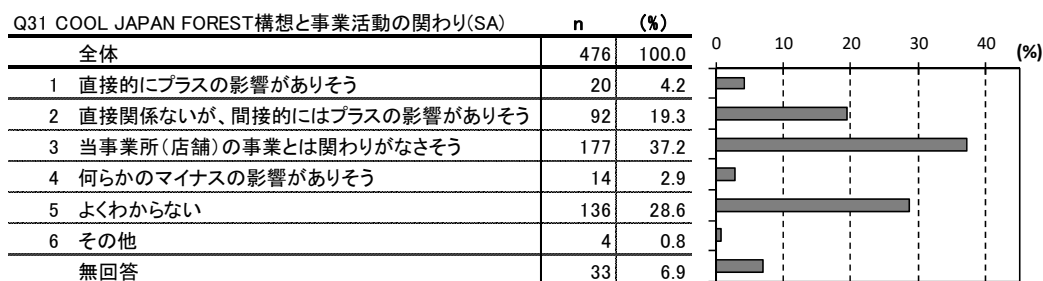 Q31 COOL JAPAN FOREST構想と事業活動の関わり(SA) n (%)
全体 476 100.0
1 直接的にプラスの影響がありそう 20 4.2
2 直接関係ないが、間接的にはプラスの影響がありそう 92 19.3
3 当事業所(店舗)の事業とは関わりがなさそう 177 37.2
4 何らかのマイナスの影響がありそう 14 2.9
5 よくわからない 136 28.6
6 その他 4 0.8
無回答 33 6.9
0 10 20 30 40 (%)